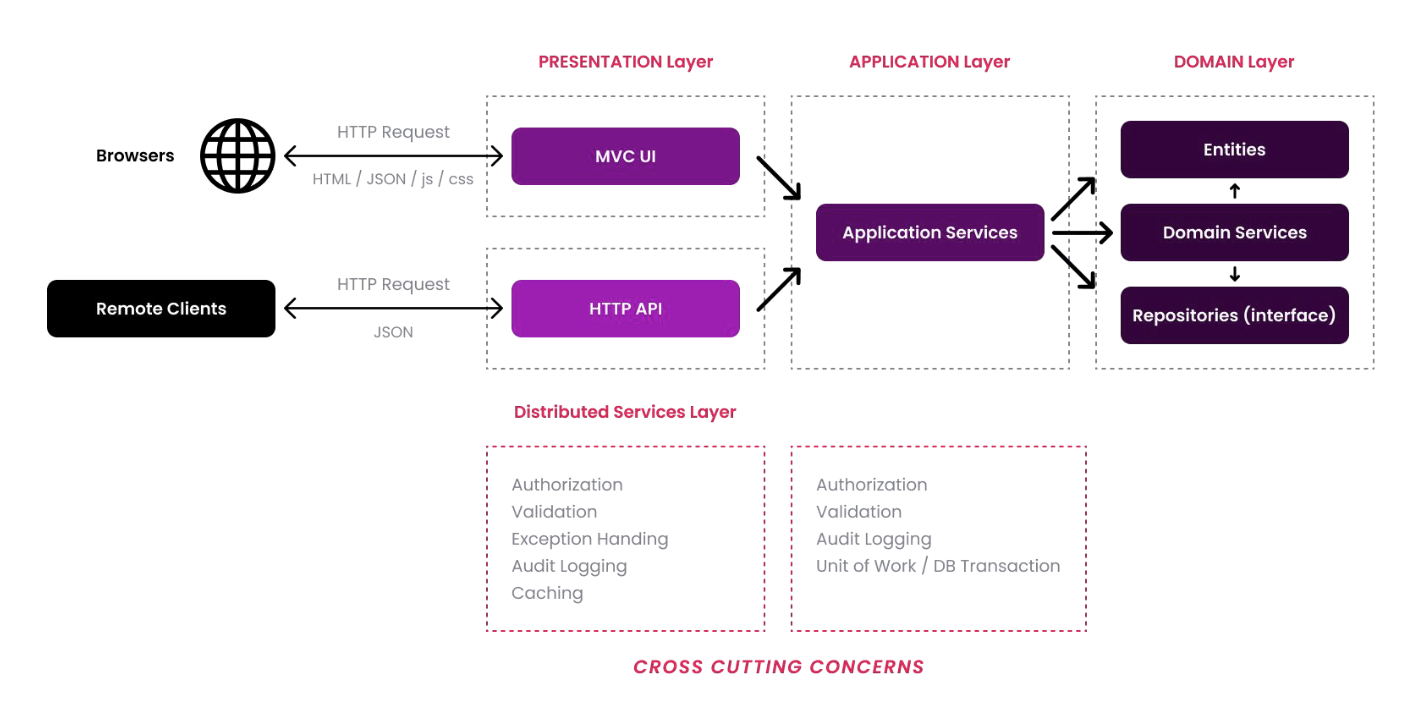 PRESENTATION Layer
APPLICATION Layer
DOMAIN Layer
Browsers
HTTP Request
HTML / JSON / js / css
MVC UI
Entities
Application Services
Domain Services
Remote Clients
HTTP Request
JSON
HTTP API
Repositories (interface)
Distributed Services Layer
Authorization
Validation
Exception Handing
Audit Logging
Caching
Authorization
Validation
Audit Logging
Unit of Work / DB Transaction
CROSS CUTTING CONCERNS